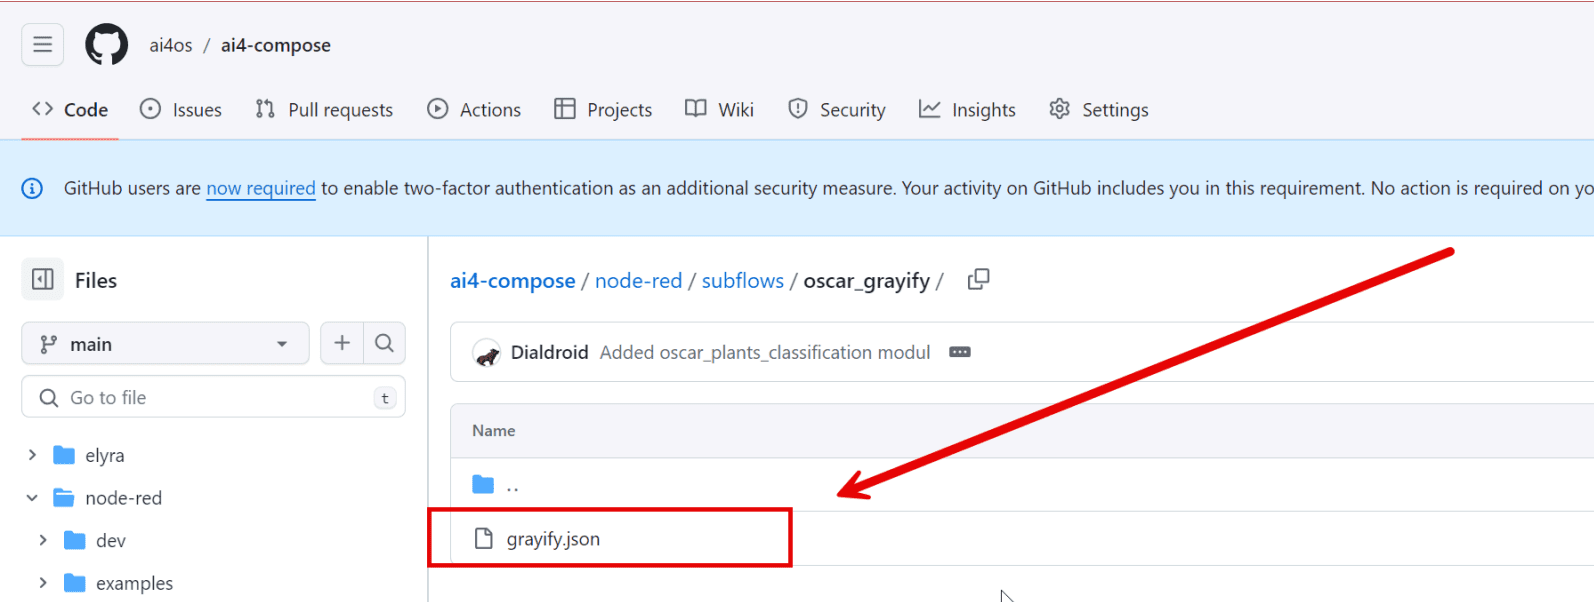 ai4os / ai4-compose
Code Issues Pull requests Actions Projects Wiki Security Insights Settings
GitHub users are now required to enable two-factor authentication as an additional security measure. Your activity on GitHub includes you in this requirement. No action is required on yo
Files
ai4-compose / node-red / subflows / oscar_grayify /
main
Dialdroid Added oscar_plants_classification modul
Go to file t
Name
elyra
..
node-red
grayify.json
dev
examples